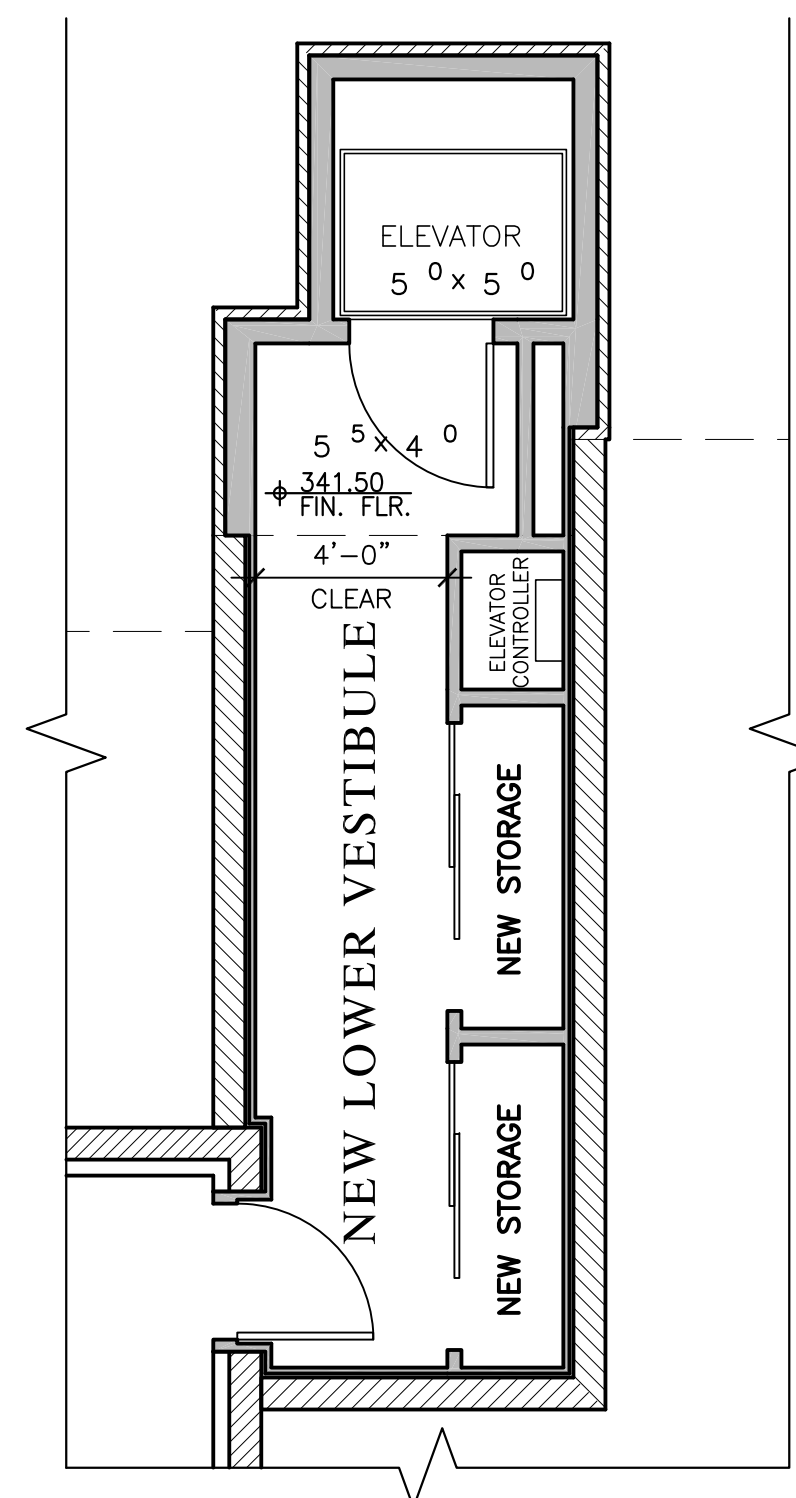 ELEVATOR
5 0 x 5 0
5 5 x 4 0
341.50
FIN. FLR.
4'-0"
CLEAR
ELEVATOR
CONTROLLER
NEW LOWER VESTIBULE
NEW STORAGE
NEW STORAGE